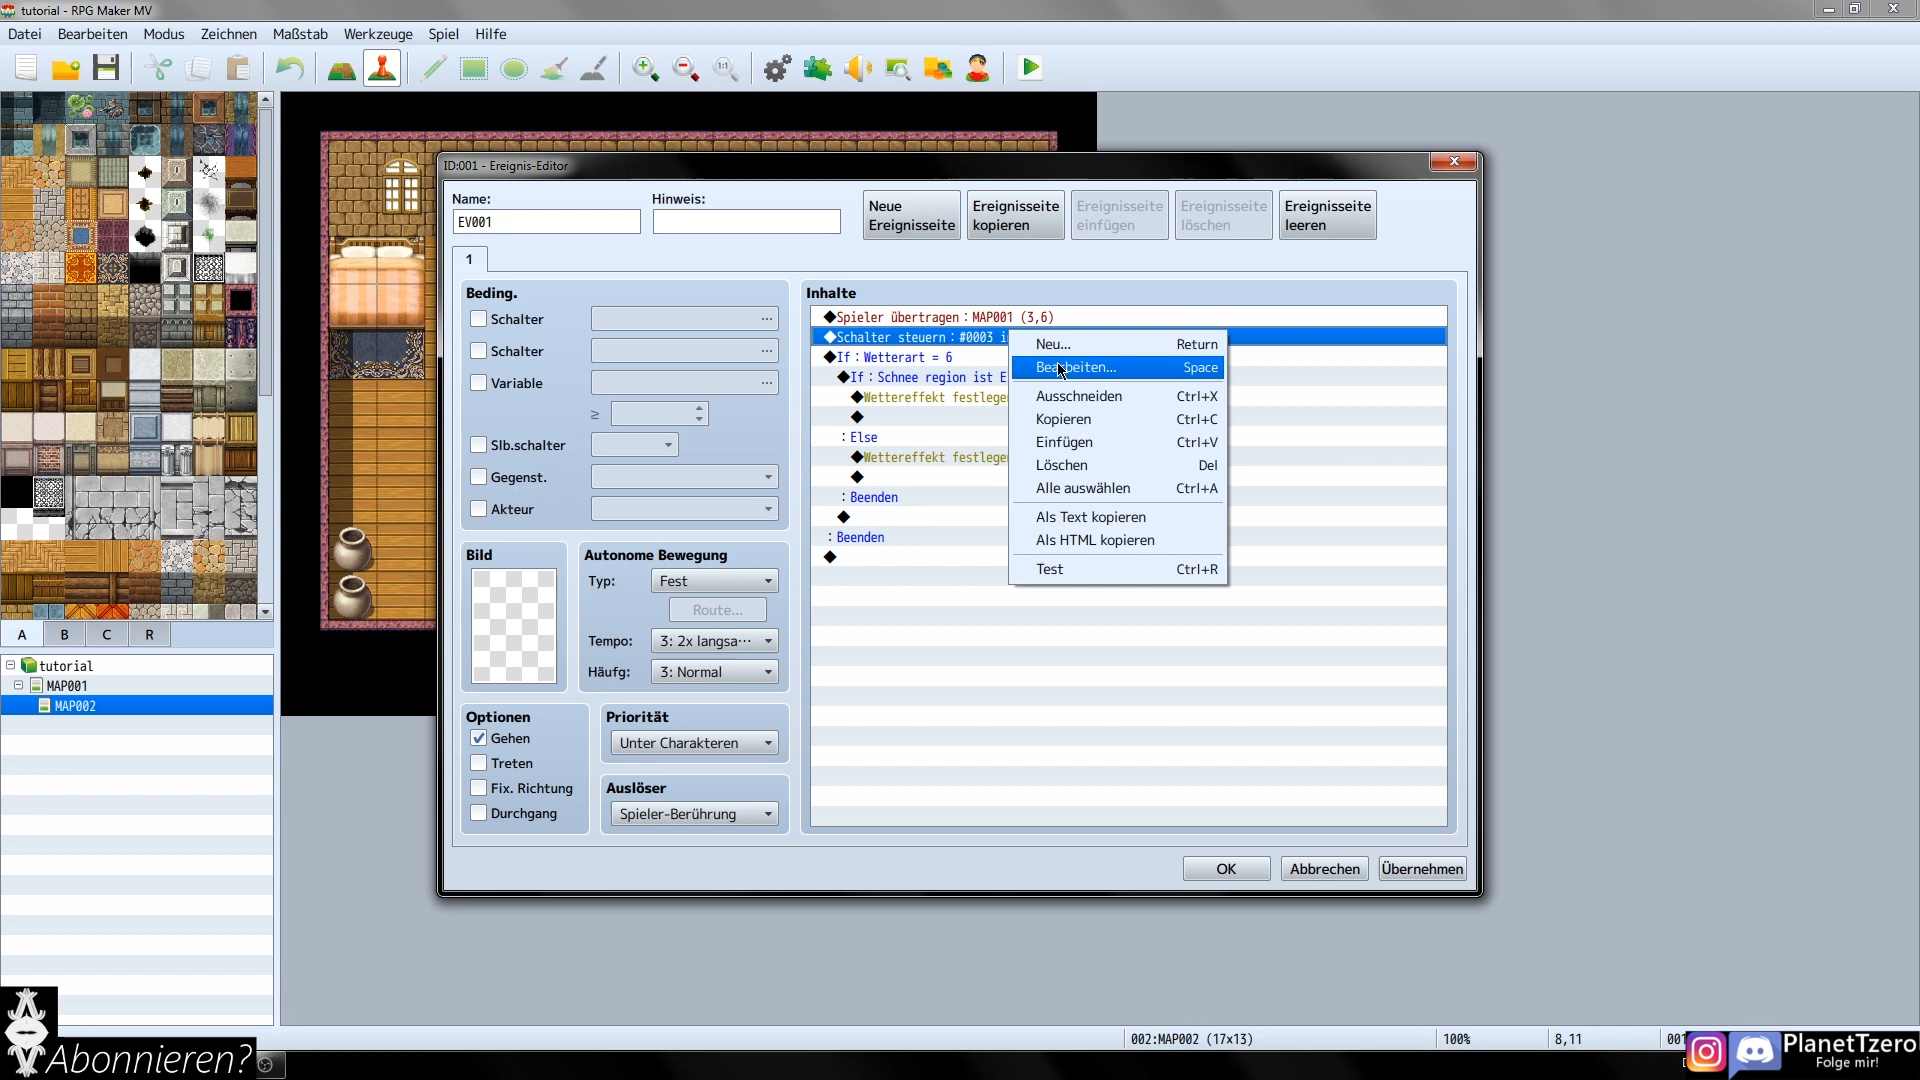 tutorial - RPG Maker MV
Datei Bearbeiten Modus Zeichnen Maßstab Werkzeuge Spiel Hilfe
1:1
ID:001 - Ereignis-Editor
Name: Hinweis:
EV001
Neue Ereignisseite
Ereignisseite kopieren
Ereignisseite einfügen
Ereignisseite löschen
Ereignisseite leeren
1
Beding.
Schalter ...
Schalter ...
Variable ...
≥
Slb.schalter
Gegenst.
Akteur
Bild
Autonome Bewegung
Typ: Fest
Route...
Tempo: 3: 2x langsa···
Häufg: 3: Normal
Optionen
Gehen
Treten
Fix. Richtung
Durchgang
Priorität
Unter Charakteren
Auslöser
Spieler-Berührung
Inhalte
◆Spieler übertragen：MAP001 (3,6)
◆Schalter steuern：#0003
◆If：Wetterart = 6
◆If：Schnee region ist
◆Wettereffekt
◆
：Else
◆Wettereffekt
◆
：Beenden
◆
：Beenden
◆
Neu... Return
Bearbeiten... Space
Ausschneiden Ctrl+X
Kopieren Ctrl+C
Einfügen Ctrl+V
Löschen Del
Alle auswählen Ctrl+A
Als Text kopieren
Als HTML kopieren
Test Ctrl+R
OK Abbrechen Übernehmen
A B C R
tutorial
MAP001
MAP002
002:MAP002 (17x13) 100% 8,11
Abonnieren?
PlanetTzero
Folge mir!